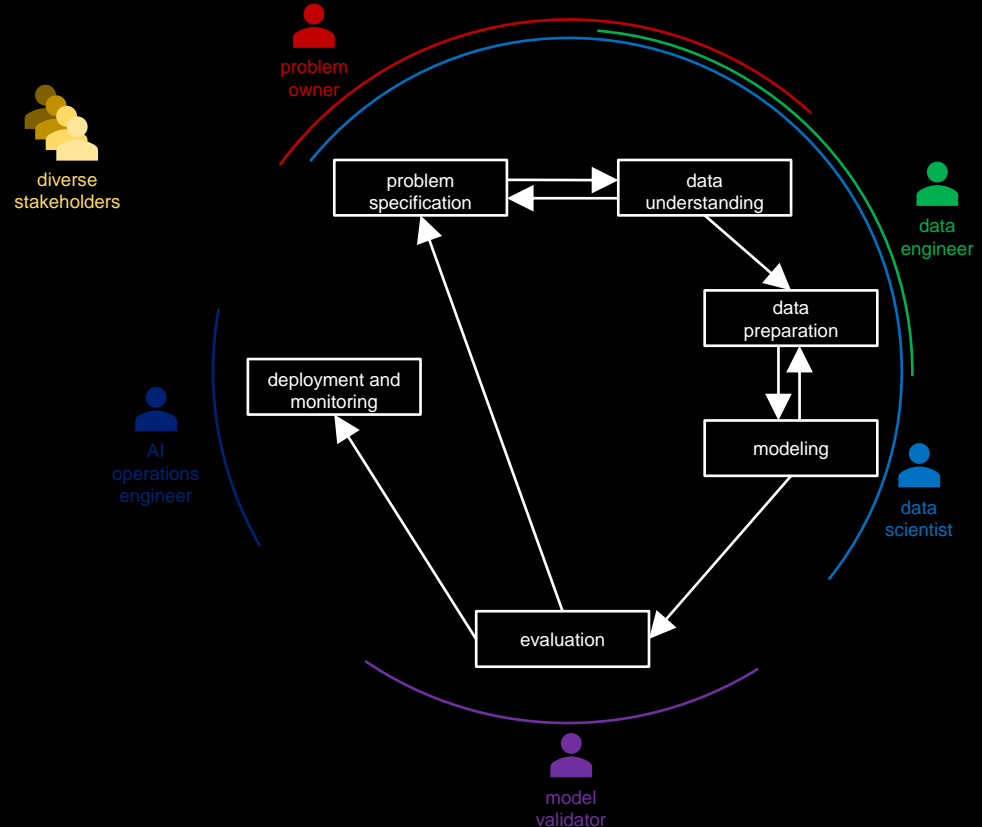 problem
owner
diverse
stakeholders
problem
specification
data
understanding
data
engineer
data
preparation
deployment and
monitoring
modeling
AI
operations
engineer
data
scientist
evaluation
model
validator